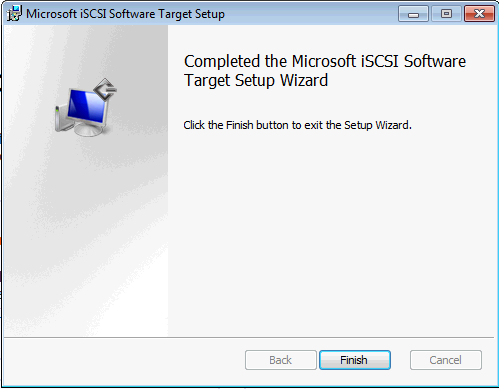 Microsoft iSCSI Software Target Setup
Completed the Microsoft iSCSI Software
Target Setup Wizard
Click the Finish button to exit the Setup Wizard.
Back
Finish
Cancel